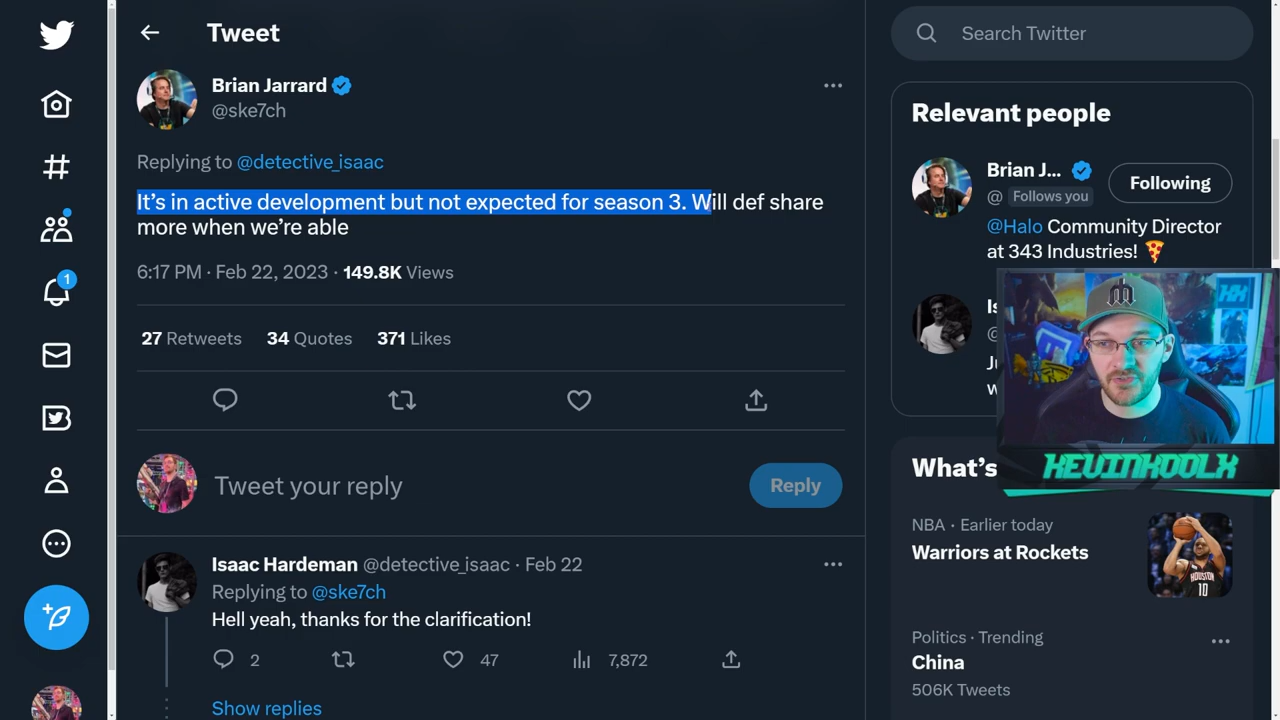 Tweet
Brian Jarrard
@ske7ch
Replying to @detective_isaac
It's in active development but not expected for season 3. Will def share
more when we're able
6:17 PM · Feb 22, 2023 · 149.8K Views
27 Retweets 34 Quotes 371 Likes
Tweet your reply
Reply
Isaac Hardeman @detective_isaac · Feb 22
Replying to @ske7ch
Hell yeah, thanks for the clarification!
2 47 7,872
Show replies
1
Search Twitter
Relevant people
Brian J...
@ Follows you
Following
@Halo Community Director
at 343 Industries! 🍕
Is
@
Ju
w
KEVINKOOLX
What's
NBA · Earlier today
Warriors at Rockets
HOUSTON
10
Politics · Trending
China
506K Tweets